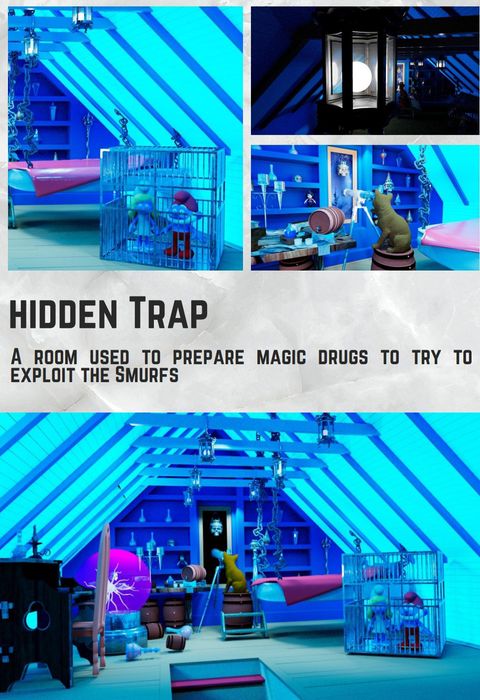 HIDDEN TRAP
A ROOM USED TO PREPARE MAGIC DRUGS TO TRY TO
EXPLOIT THE SMURFS